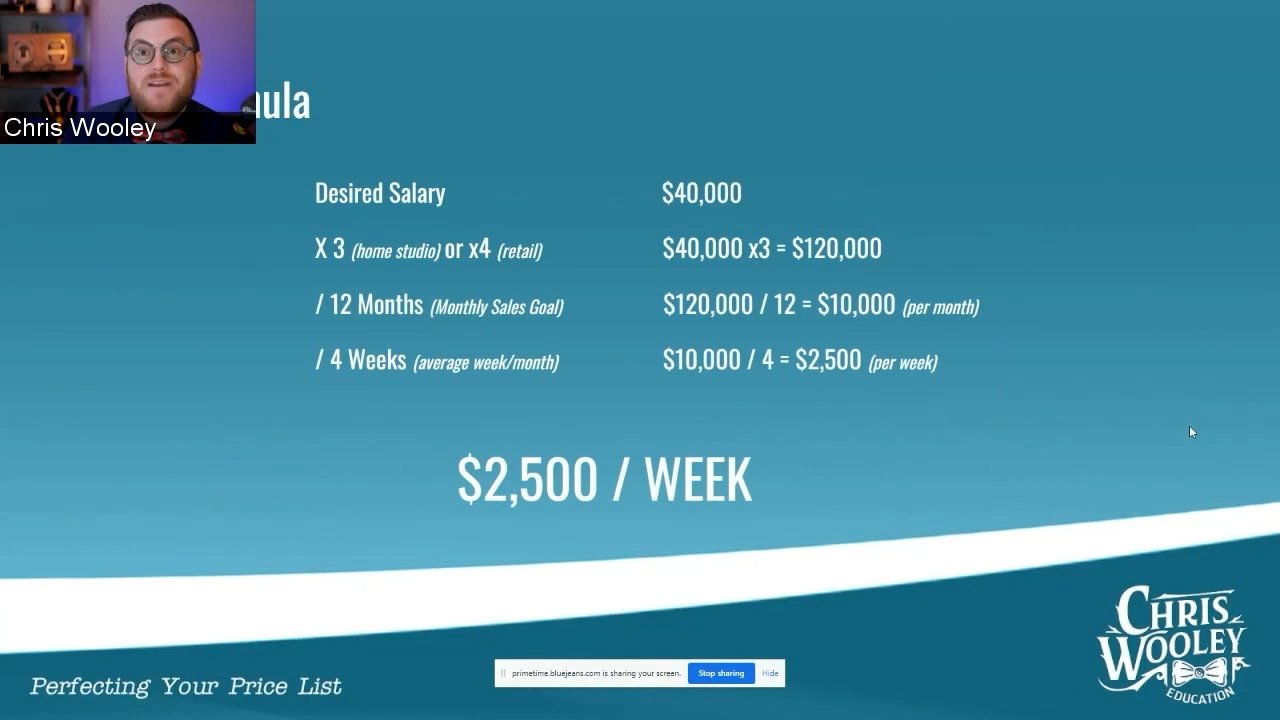 Chris Wooley
Desired Salary $40,000
X 3 (home studio) or x4 (retail) $40,000 x3 = $120,000
/ 12 Months (Monthly Sales Goal) $120,000 / 12 = $10,000 (per month)
/ 4 Weeks (average week/month) $10,000 / 4 = $2,500 (per week)
$2,500 / WEEK
primetime.bluejeans.com is sharing your screen. Stop sharing Hide
Perfecting Your Price List
CHRIS
WOOLEY
EDUCATION